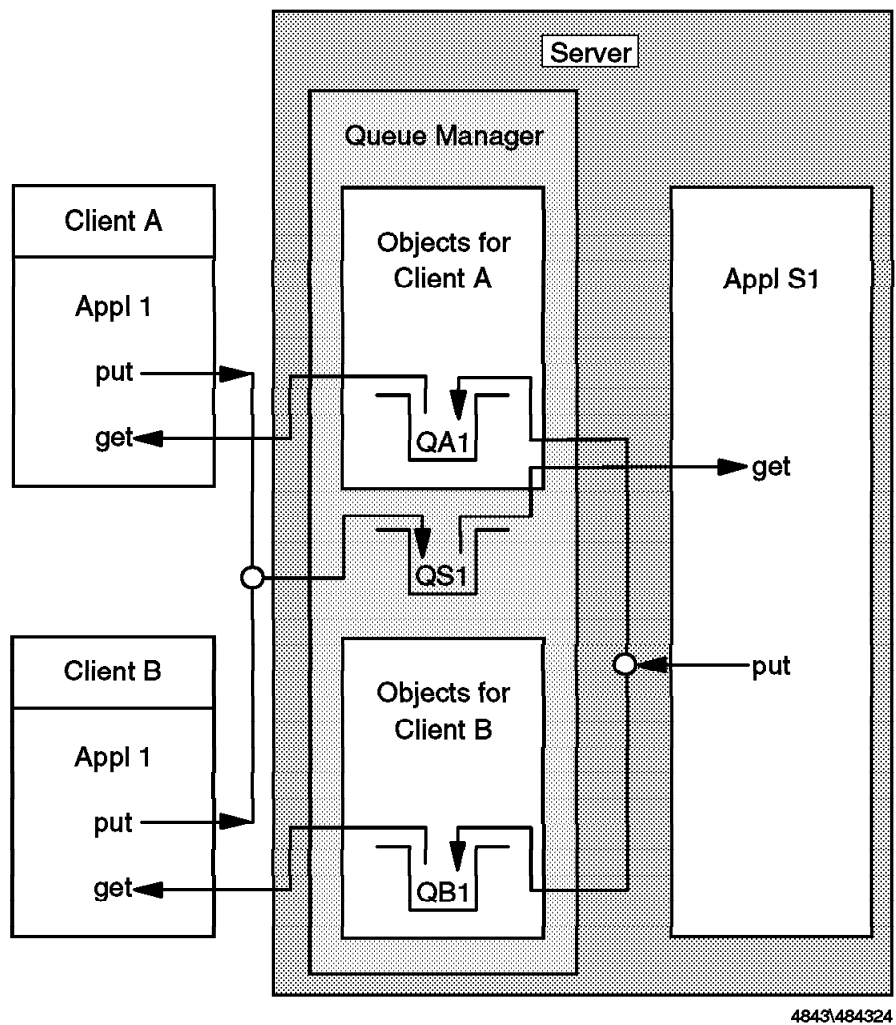 Server
Queue Manager
Client A
Appl 1
put
get
Objects for
Client A
QA1
QS1
Appl S1
get
put
Client B
Appl 1
put
get
Objects for
Client B
QB1
4843\484324